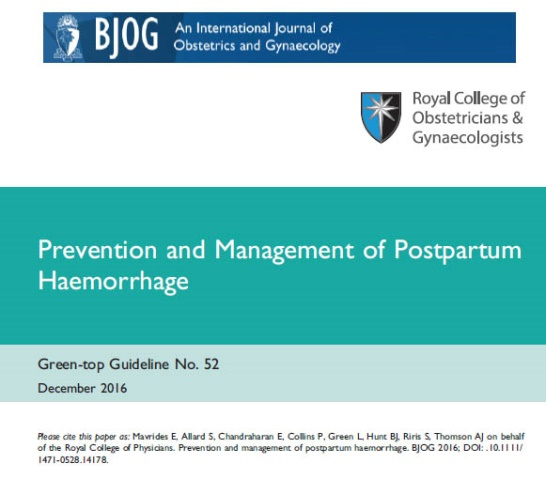 BJOG An International Journal of
Obstetrics and Gynaecology
Royal College of
Obstetricians &
Gynaecologists
Prevention and Management of Postpartum
Haemorrhage
Green-top Guideline No. 52
December 2016
Please cite this paper as: Mavrides E, Allard S, Chandraharan E, Collins P, Green L, Hunt BJ, Riris S, Thomson AJ on behalf
of the Royal College of Physicians. Prevention and management of postpartum haemorrhage. BJOG 2016; DOI: .10.1111/
1471-0528.14178.